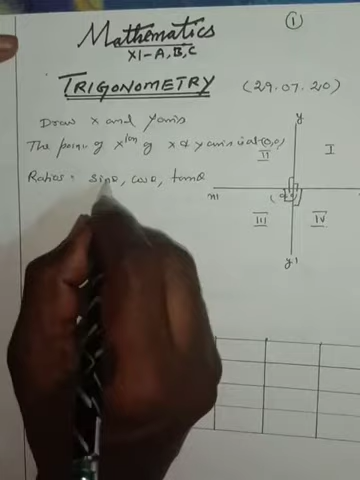 ①
Mathematics
XI-A,B,C
TRIGONOMETRY (29.07.20)
Draw x and y axis
The point of x^ion of x & y axis is at (0,0)
Ratios: sinθ, cosθ, tanθ
y
II I
x'
III IV
y'